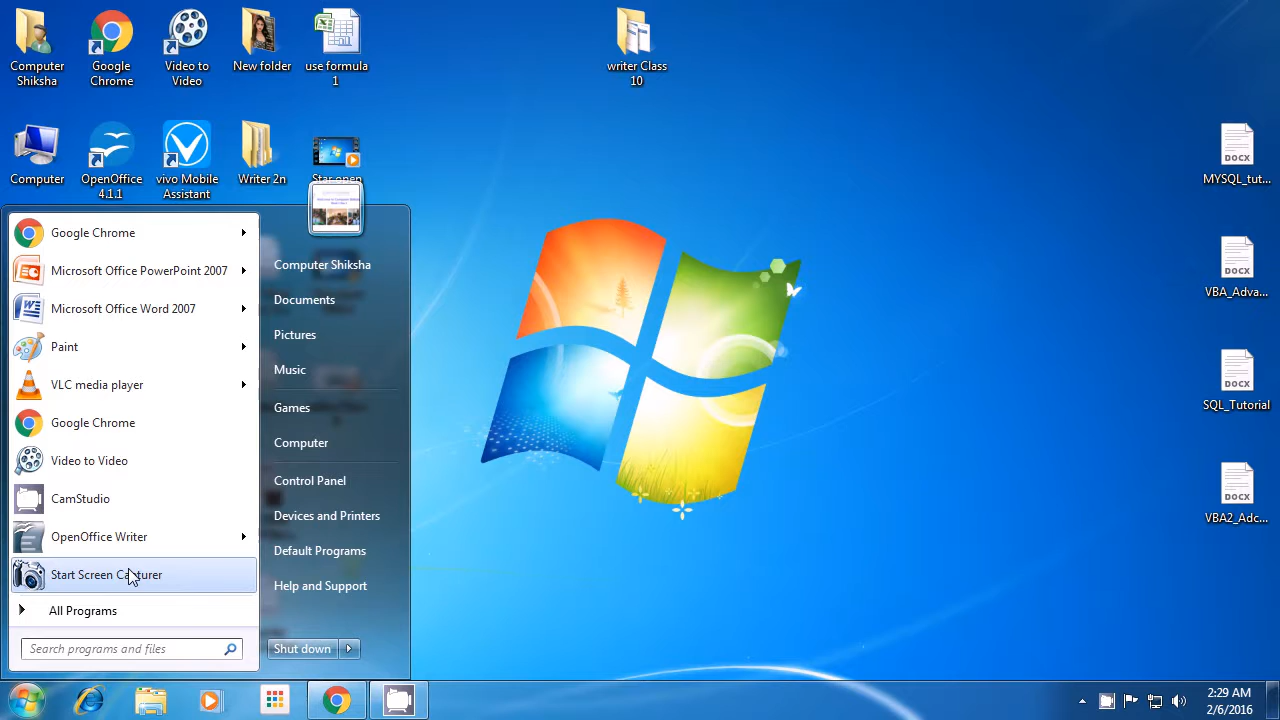 Computer
Shiksha
Google
Chrome
Video to
Video
New folder
use formula
1
writer Class
10
Computer
OpenOffice
4.1.1
vivo Mobile
Assistant
Writer 2n
Star open
DOCX
MYSQL_tut...
DOCX
VBA_Adva...
DOCX
SQL_Tutorial
DOCX
VBA2_Adc...
Google Chrome
Microsoft Office PowerPoint 2007
Microsoft Office Word 2007
Paint
VLC media player
Google Chrome
Video to Video
CamStudio
OpenOffice Writer
Start Screen Capturer
All Programs
Search programs and files
Computer Shiksha
Documents
Pictures
Music
Games
Computer
Control Panel
Devices and Printers
Default Programs
Help and Support
Shut down
2:29 AM
2/6/2016